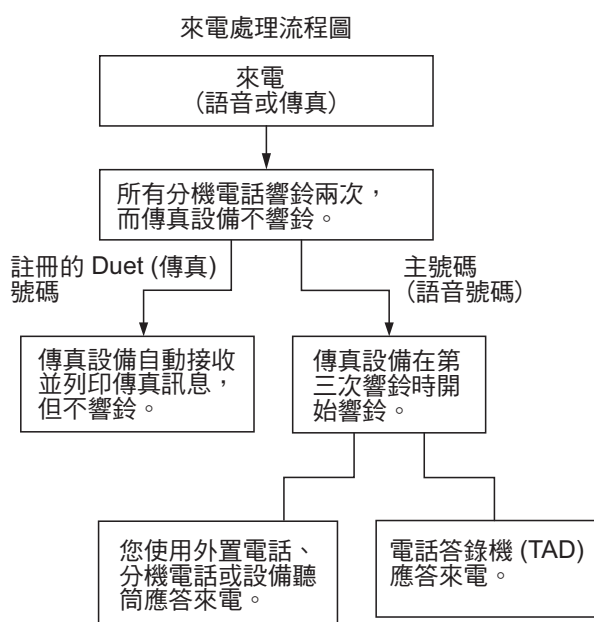 來電處理流程圖
來電
（語音或傳真）
所有分機電話響鈴兩次，
而傳真設備不響鈴。
註冊的 Duet (傳真)
號碼
主號碼
（語音號碼）
傳真設備自動接收
並列印傳真訊息，
但不響鈴。
傳真設備在第
三次響鈴時開
始響鈴。
您使用外置電話、
分機電話或設備聽
筒應答來電。
電話答錄機 (TAD)
應答來電。